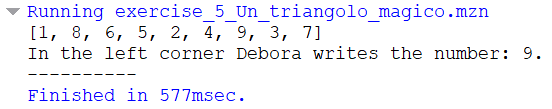 Running exercise_5_Un_triangolo_magico.mzn
[1, 8, 6, 5, 2, 4, 9, 3, 7]
In the left corner Debora writes the number: 9.
----------
Finished in 577msec.